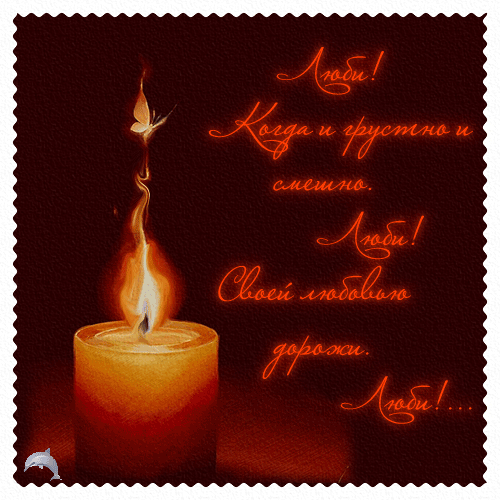 Люби!
Когда и грустно и
смешно.
Люби!
Своей любовью
дорожи.
Люби!...